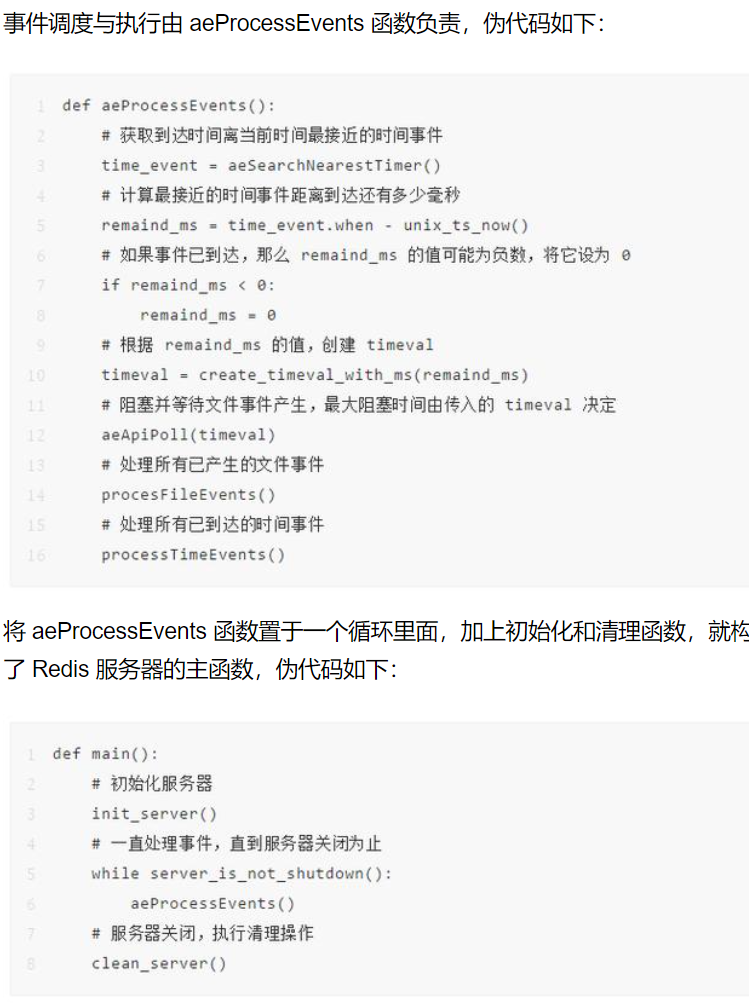 事件调度与执行由 aeProcessEvents 函数负责，伪代码如下：
1 def aeProcessEvents():
2 # 获取到达时间离当前时间最接近的时间事件
3 time_event = aeSearchNearestTimer()
4 # 计算最接近的时间事件距离到达还有多少毫秒
5 remaind_ms = time_event.when - unix_ts_now()
6 # 如果事件已到达，那么 remaind_ms 的值可能为负数，将它设为 0
7 if remaind_ms < 0:
8 remaind_ms = 0
9 # 根据 remaind_ms 的值，创建 timeval
10 timeval = create_timeval_with_ms(remaind_ms)
11 # 阻塞并等待文件事件产生，最大阻塞时间由传入的 timeval 决定
12 aeApiPoll(timeval)
13 # 处理所有已产生的文件事件
14 procesFileEvents()
15 # 处理所有已到达的时间事件
16 processTimeEvents()
将 aeProcessEvents 函数置于一个循环里面，加上初始化和清理函数，就构
了 Redis 服务器的主函数，伪代码如下：
1 def main():
2 # 初始化服务器
3 init_server()
4 # 一直处理事件，直到服务器关闭为止
5 while server_is_not_shutdown():
6 aeProcessEvents()
7 # 服务器关闭，执行清理操作
8 clean_server()